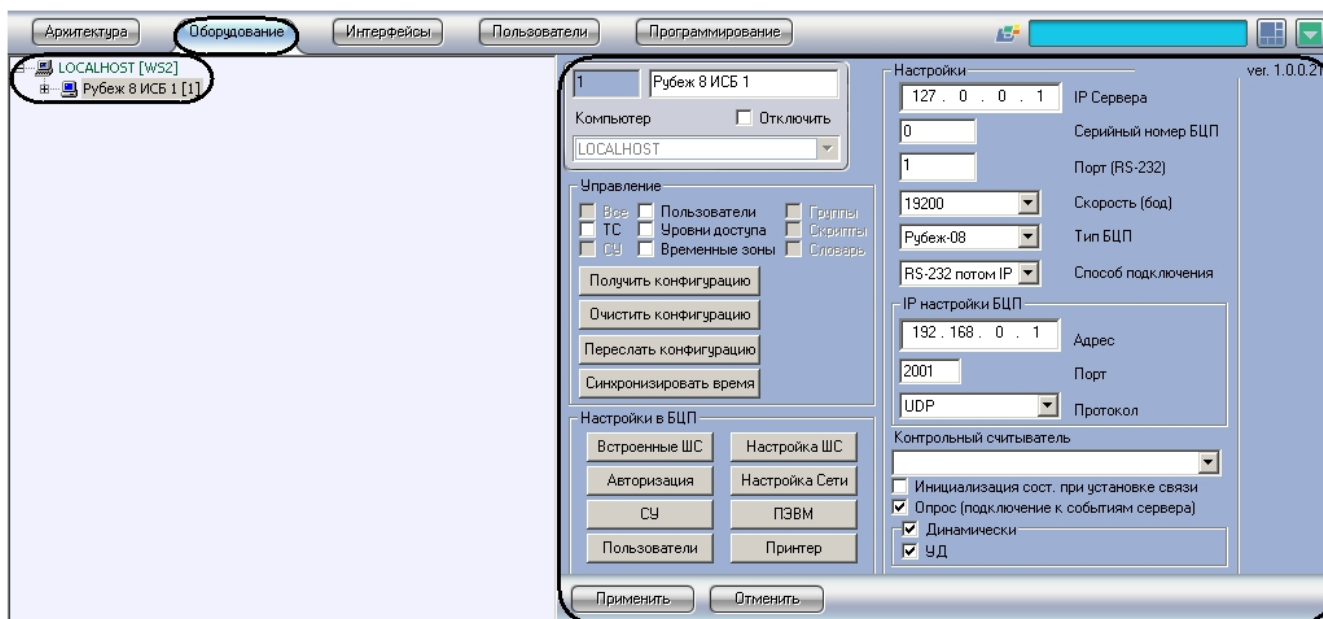 Архитектура Оборудование Интерфейсы Пользователи Программирование
LOCALHOST [WS2]
Рубеж 8 ИСБ 1 [1]
1 Рубеж 8 ИСБ 1
Компьютер Отключить
LOCALHOST
Управление
Все Пользователи Группы
ТС Уровни доступа Скрипты
СУ Временные зоны Словарь
Получить конфигурацию
Очистить конфигурацию
Переслать конфигурацию
Синхронизировать время
Настройки в БЦП
Встроенные ШС Настройка ШС
Авторизация Настройка Сети
СУ ПЭВМ
Пользователи Принтер
Настройки
127 . 0 . 0 . 1 IP Сервера
0 Серийный номер БЦП
1 Порт (RS-232)
19200 Скорость (бод)
Рубеж-08 Тип БЦП
RS-232 потом IP Способ подключения
IP настройки БЦП
192 . 168 . 0 . 1 Адрес
2001 Порт
UDP Протокол
Контрольный считыватель
Инициализация сост. при установке связи
Опрос (подключение к событиям сервера)
Динамически
УД
ver. 1.0.0.21
Применить Отменить